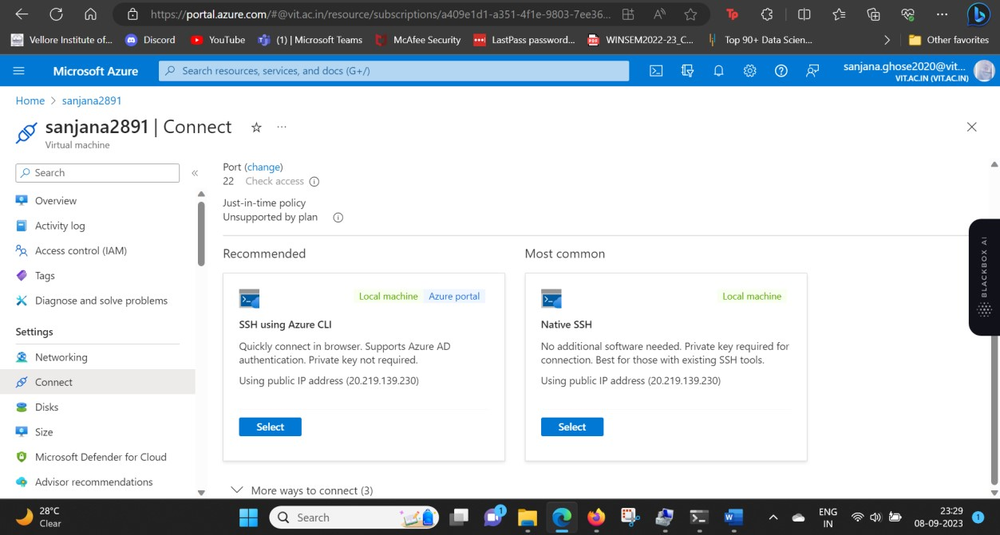 https://portal.azure.com/#@vit.ac.in/resource/subscriptions/a409e1d1-a351-4f1e-9803-7ee36...
Vellore Institute of...
Discord
YouTube
(1) | Microsoft Teams
McAfee Security
LastPass password...
WINSEM2022-23_C...
Top 90+ Data Scien...
Other favorites
Microsoft Azure
Search resources, services, and docs (G+/)
sanjana.ghose2020@vit...
VIT.AC.IN (VIT.AC.IN)
Home > sanjana2891
sanjana2891 | Connect
Virtual machine
Search
Overview
Activity log
Access control (IAM)
Tags
Diagnose and solve problems
Settings
Networking
Connect
Disks
Size
Microsoft Defender for Cloud
Advisor recommendations
Port (change)
22 Check access
Just-in-time policy
Unsupported by plan
Recommended
Local machine Azure portal
SSH using Azure CLI
Quickly connect in browser. Supports Azure AD
authentication. Private key not required.
Using public IP address (20.219.139.230)
Select
Most common
Local machine
Native SSH
No additional software needed. Private key required for
connection. Best for those with existing SSH tools.
Using public IP address (20.219.139.230)
Select
More ways to connect (3)
BLACKBOX AI
28°C
Clear
Search
1
ENG
IN
23:29
08-09-2023
1